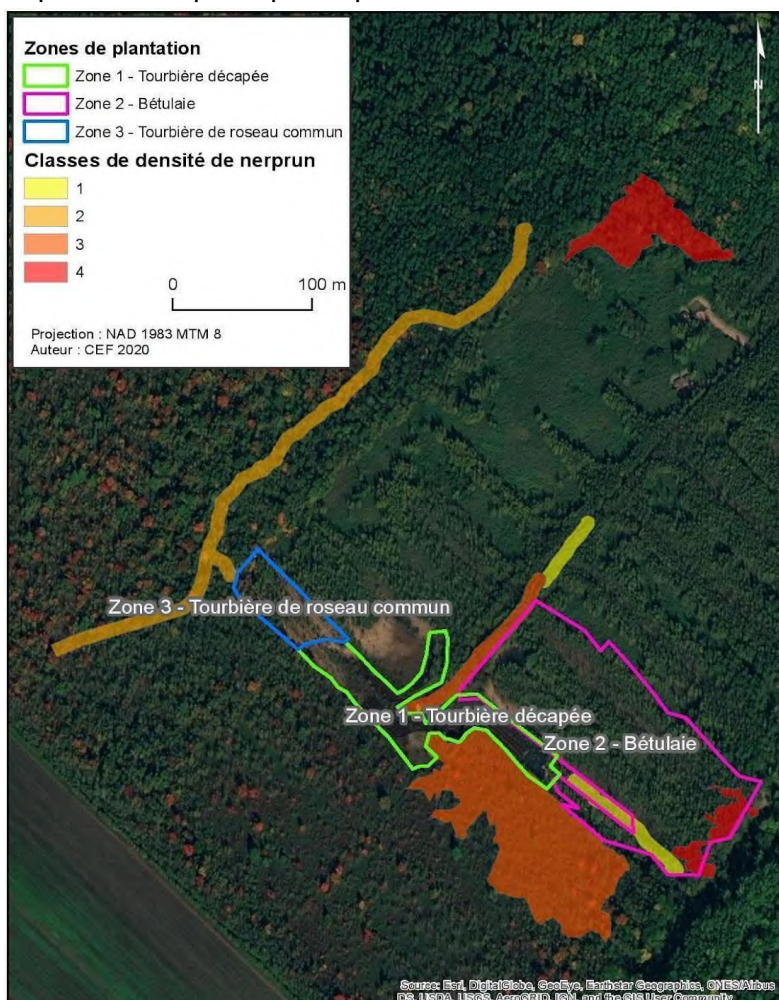 Zones de plantation
Zone 1 - Tourbière décapée
Zone 2 - Bétulaie
Zone 3 - Tourbière de roseau commun
Classes de densité de nerprun
1
2
3
4
0
100 m
Projection : NAD 1983 MTM 8
Auteur : CEF 2020
N
Zone 3 - Tourbière de roseau commun
Zone 1 - Tourbière décapée
Zone 2 - Bétulaie
Source: Esri, DigitalGlobe, GeoEye, Earthstar Geographics, CNES/Airbus
DS, USDA, USGS, AeroGRID, IGN, and the GIS User Community